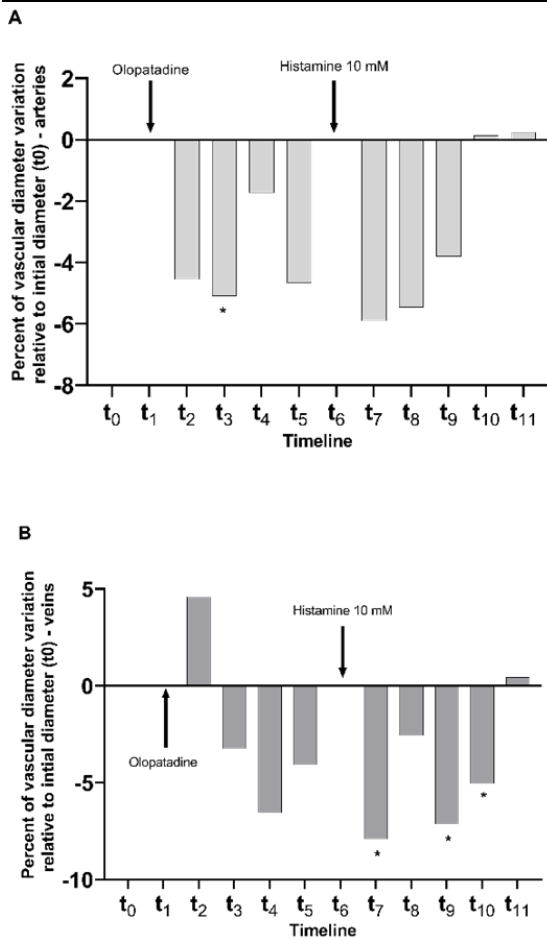 A
Percent of vascular diameter variation
relative to intial diameter (t0) - arteries
Olopatadine
Histamine 10 mM
2
0
-2
-4
-6
-8
*
t0 t1 t2 t3 t4 t5 t6 t7 t8 t9 t10 t11
Timeline
B
Percent of vascular diameter variation
relative to intial diameter (t0) - veins
5
Histamine 10 mM
0
Olopatadine
-5
-10
* * *
t0 t1 t2 t3 t4 t5 t6 t7 t8 t9 t10 t11
Timeline